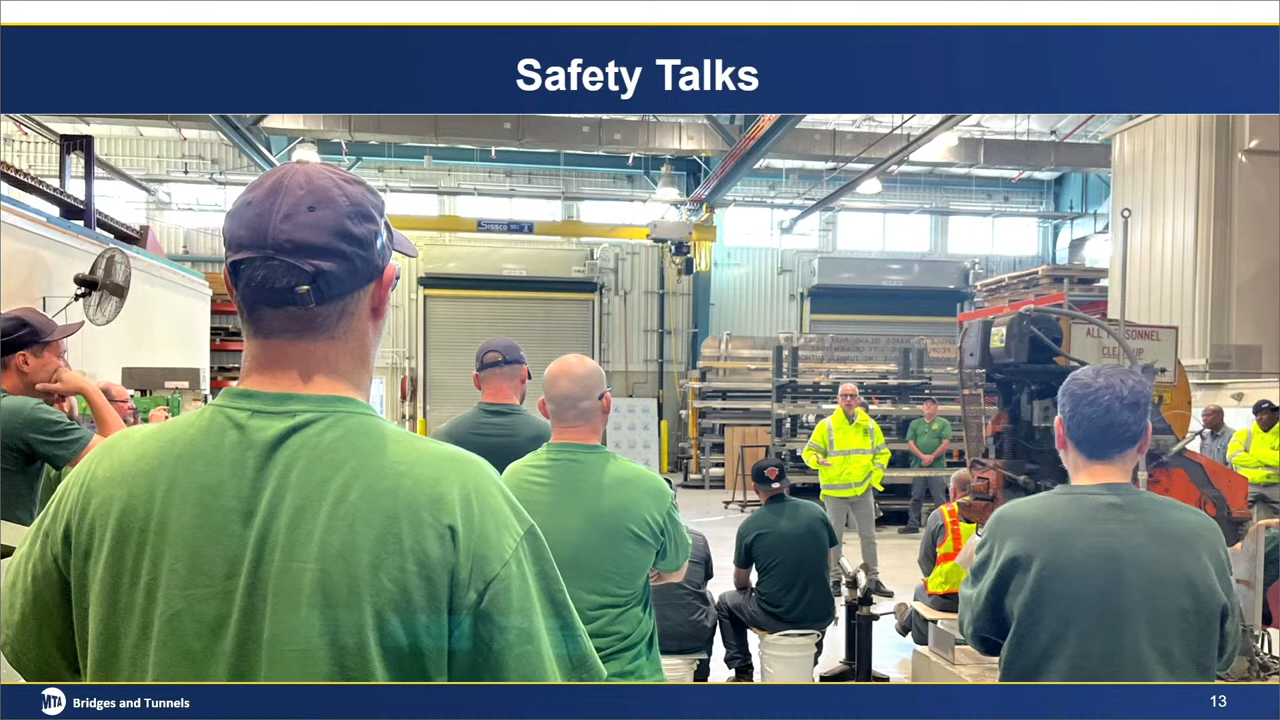 Safety Talks
Sissco
ALL PERSONNEL
CLEAN UP
MTA Bridges and Tunnels
13